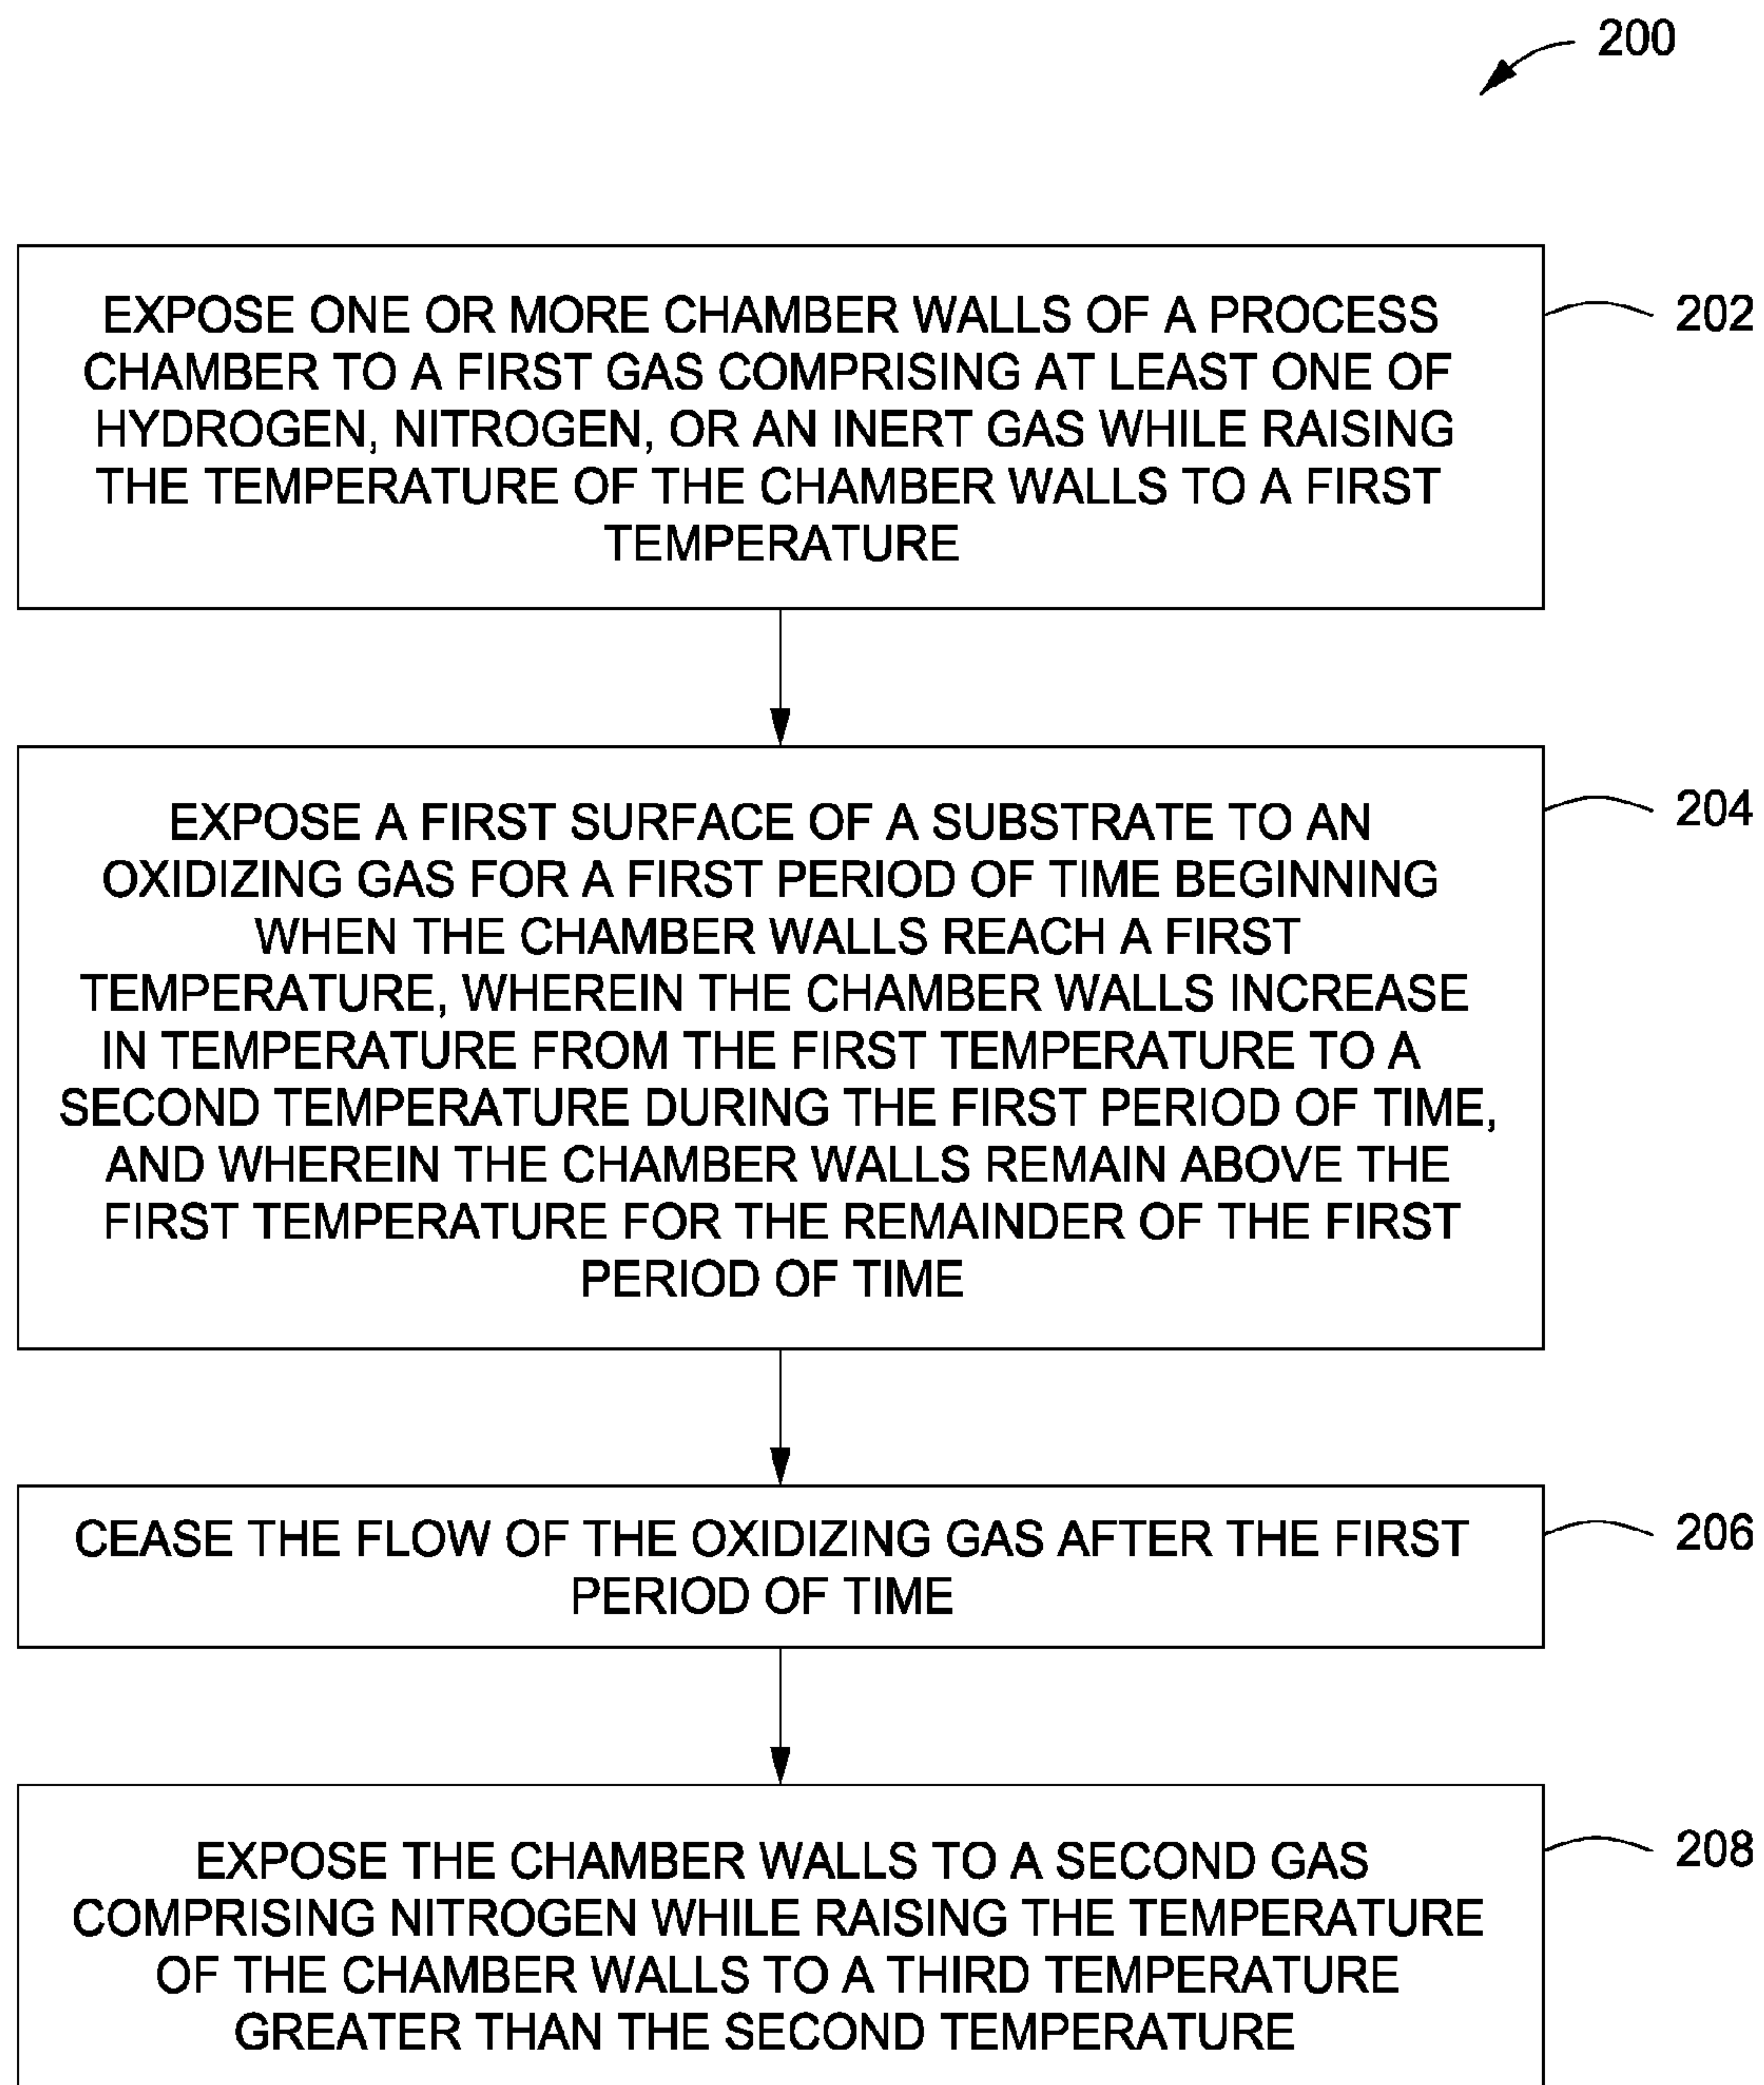 200
EXPOSE ONE OR MORE CHAMBER WALLS OF A PROCESS
CHAMBER TO A FIRST GAS COMPRISING AT LEAST ONE OF
HYDROGEN, NITROGEN, OR AN INERT GAS WHILE RAISING
THE TEMPERATURE OF THE CHAMBER WALLS TO A FIRST
TEMPERATURE
202
EXPOSE A FIRST SURFACE OF A SUBSTRATE TO AN
OXIDIZING GAS FOR A FIRST PERIOD OF TIME BEGINNING
WHEN THE CHAMBER WALLS REACH A FIRST
TEMPERATURE, WHEREIN THE CHAMBER WALLS INCREASE
IN TEMPERATURE FROM THE FIRST TEMPERATURE TO A
SECOND TEMPERATURE DURING THE FIRST PERIOD OF TIME,
AND WHEREIN THE CHAMBER WALLS REMAIN ABOVE THE
FIRST TEMPERATURE FOR THE REMAINDER OF THE FIRST
PERIOD OF TIME
204
CEASE THE FLOW OF THE OXIDIZING GAS AFTER THE FIRST
PERIOD OF TIME
206
EXPOSE THE CHAMBER WALLS TO A SECOND GAS
COMPRISING NITROGEN WHILE RAISING THE TEMPERATURE
OF THE CHAMBER WALLS TO A THIRD TEMPERATURE
GREATER THAN THE SECOND TEMPERATURE
208